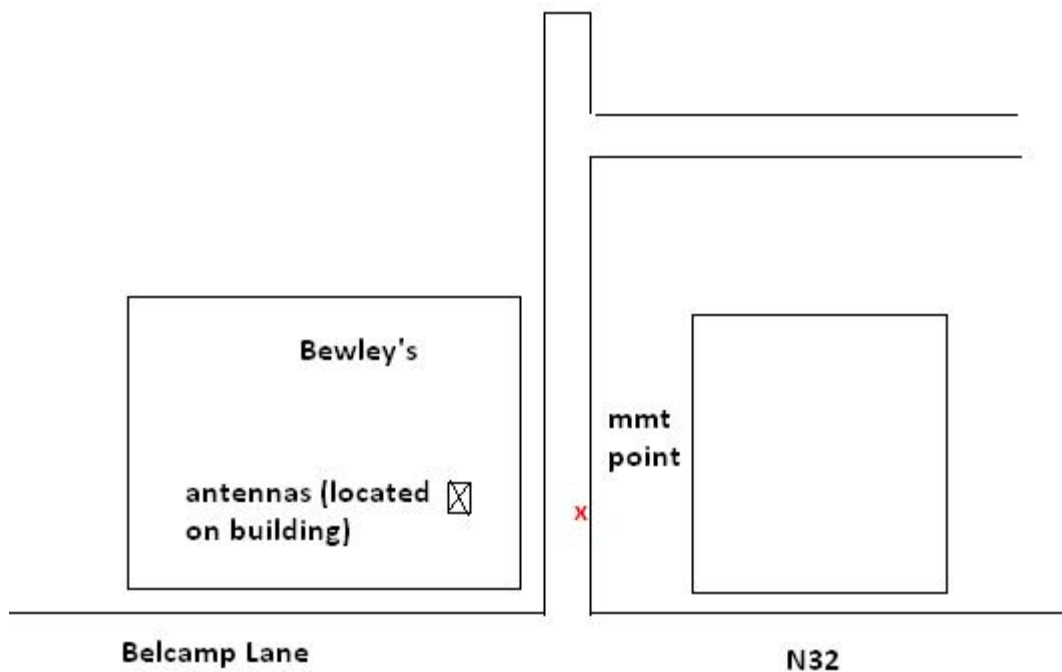 Bewley's
mmt
point
antennas (located
on building)
x
Belcamp Lane
N32